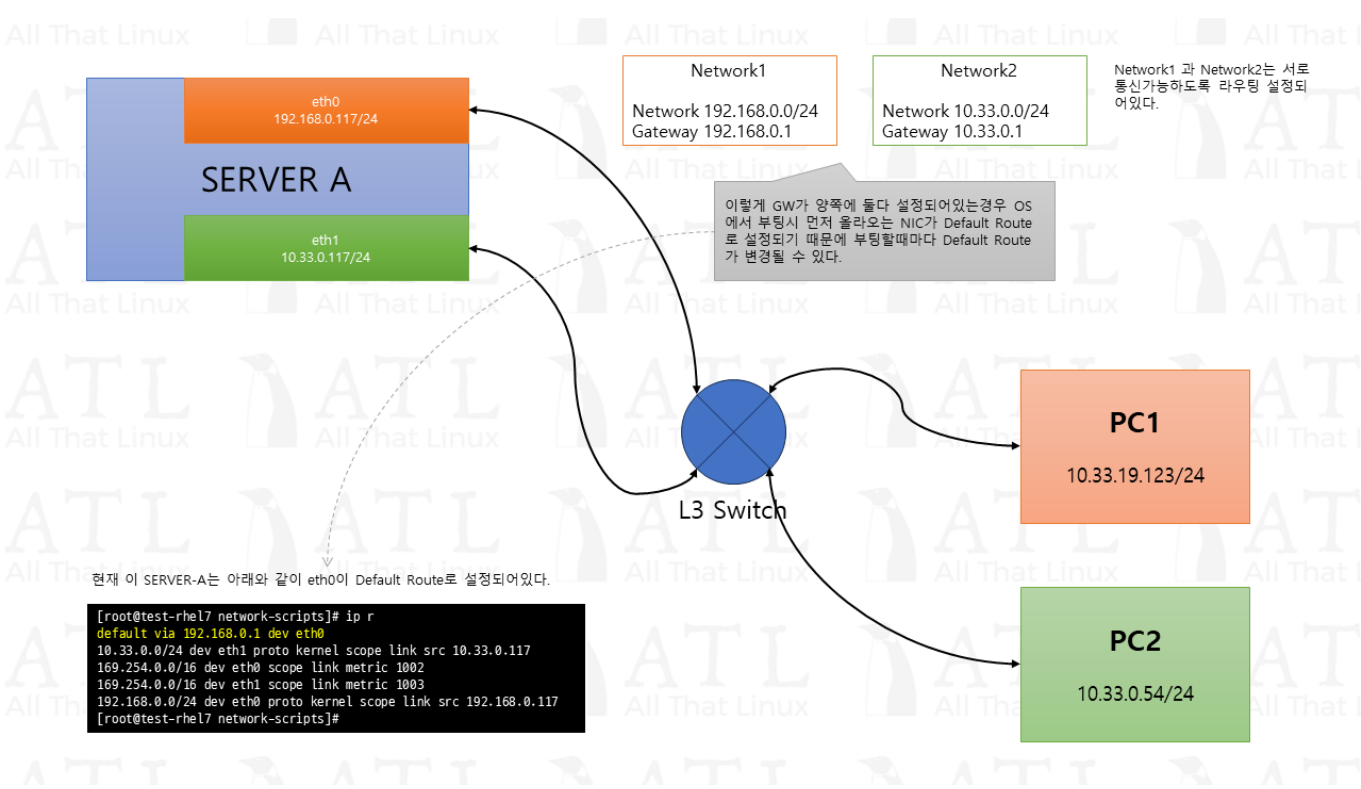 eth0
192.168.0.117/24
SERVER A
eth1
10.33.0.117/24
Network1
Network 192.168.0.0/24
Gateway 192.168.0.1
Network2
Network 10.33.0.0/24
Gateway 10.33.0.1
Network1 과 Network2는 서로
통신가능하도록 라우팅 설정되
어있다.
이렇게 GW가 양쪽에 둘다 설정되어있는경우 OS
에서 부팅시 먼저 올라오는 NIC가 Default Route
로 설정되기 때문에 부팅할때마다 Default Route
가 변경될 수 있다.
L3 Switch
PC1
10.33.19.123/24
PC2
10.33.0.54/24
현재 이 SERVER-A는 아래와 같이 eth0이 Default Route로 설정되어있다.
[root@test-rhel7 network-scripts]# ip r
default via 192.168.0.1 dev eth0
10.33.0.0/24 dev eth1 proto kernel scope link src 10.33.0.117
169.254.0.0/16 dev eth0 scope link metric 1002
169.254.0.0/16 dev eth1 scope link metric 1003
192.168.0.0/24 dev eth0 proto kernel scope link src 192.168.0.117
[root@test-rhel7 network-scripts]#
ATL
All That Linux